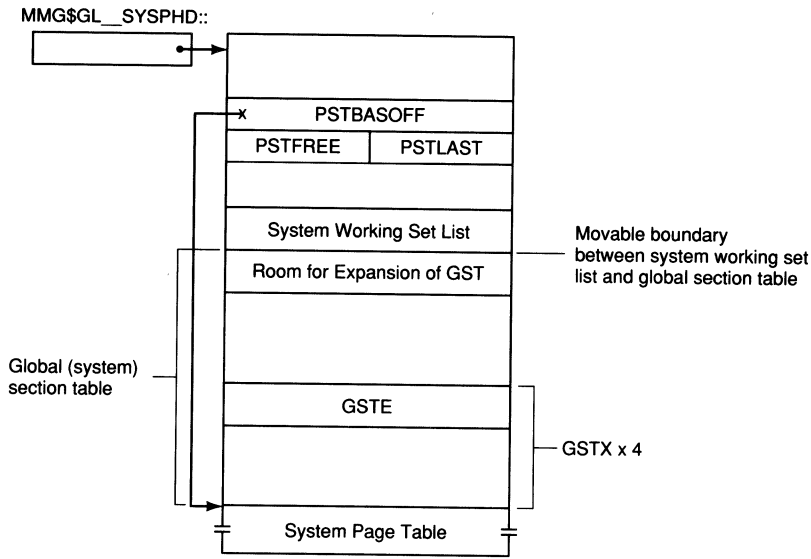 MMG$GL__SYSPHD::
PSTBASOFF
PSTFREE
PSTLAST
System Working Set List
Room for Expansion of GST
Movable boundary
between system working set
list and global section table
Global (system)
section table
GSTE
GSTX x 4
System Page Table